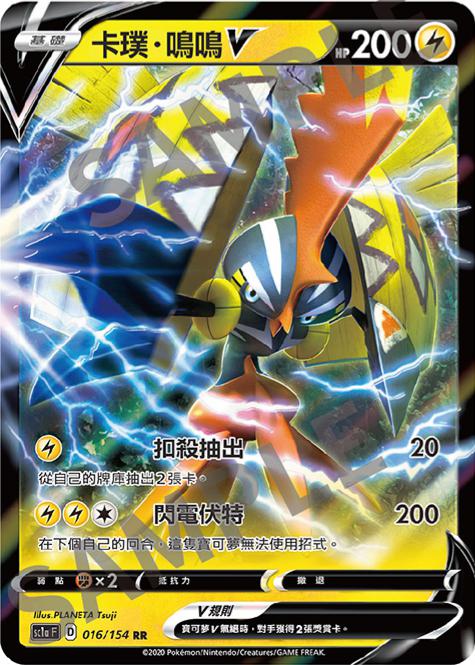 基礎 卡璞·鳴鳴V HP200
SAMPLE
SAMPLE
扣殺抽出 20
從自己的牌庫抽出2張卡。
閃電伏特 200
在下個自己的回合，這隻寶可夢無法使用招式。
弱點 ×2 抵抗力 撤退
Illus.PLANETA Tsuji
sc1a F D 016/154 RR
V規則
寶可夢V氣絕時，對手獲得2張獎賞卡。
©2020 Pokémon/Nintendo/Creatures/GAME FREAK.